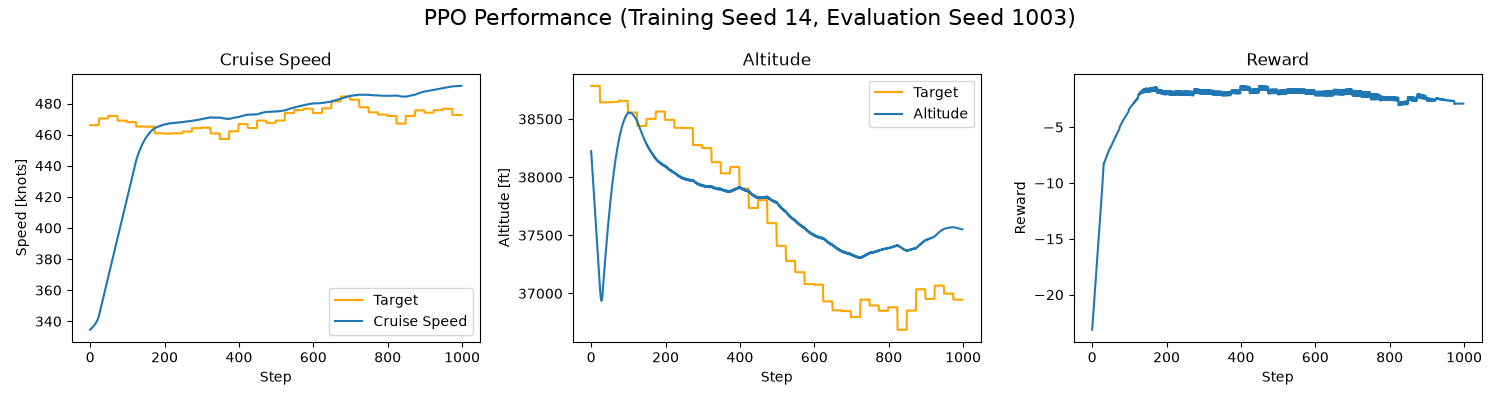 PPO Performance (Training Seed 14, Evaluation Seed 1003)
Cruise Speed
Speed [knots]
480
460
440
420
400
380
360
340
0 200 400 600 800 1000
Step
Target
Cruise Speed
Altitude
Altitude [ft]
38500
38000
37500
37000
0 200 400 600 800 1000
Step
Target
Altitude
Reward
Reward
−5
−10
−15
−20
0 200 400 600 800 1000
Step